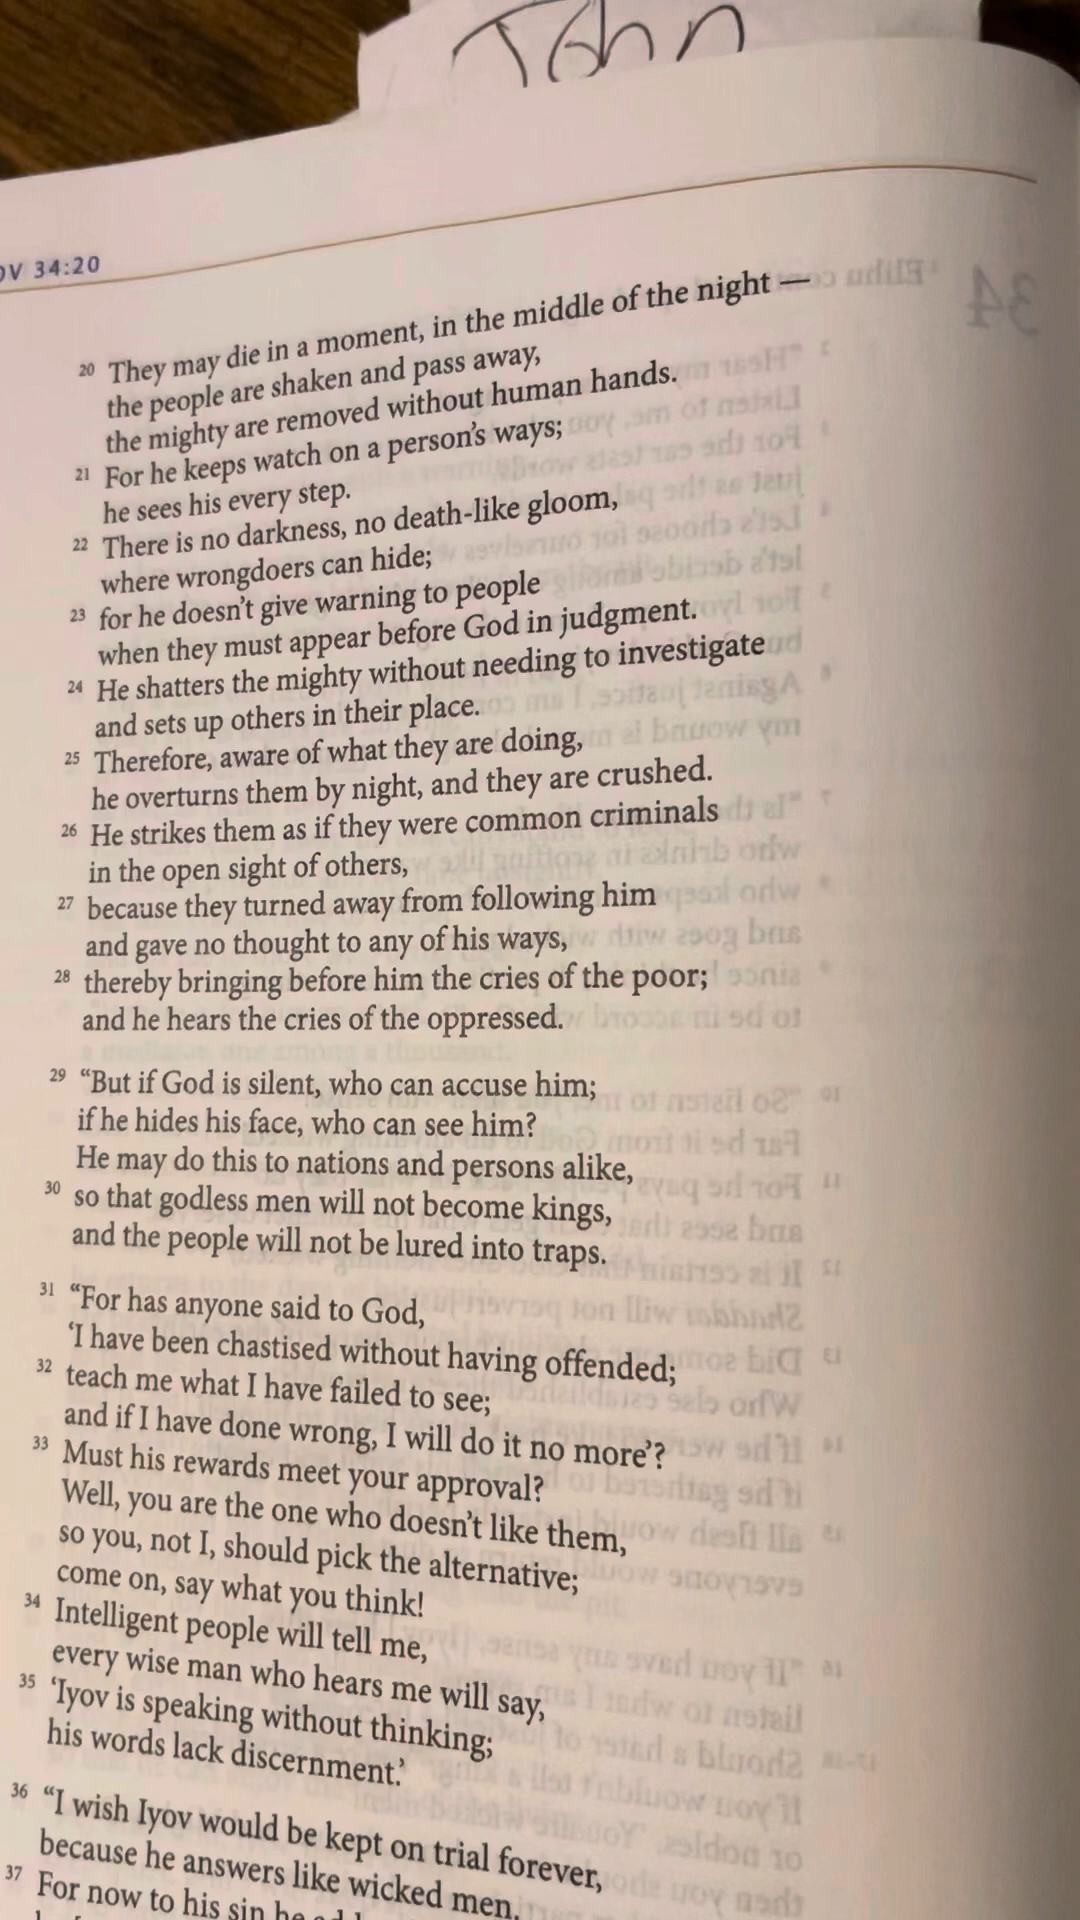 John
34:20
20 They may die in a moment, in the middle of the night —
the people are shaken and pass away,
the mighty are removed without human hands.
21 For he keeps watch on a person’s ways;
he sees his every step.
22 There is no darkness, no death-like gloom,
where wrongdoers can hide;
23 for he doesn’t give warning to people
when they must appear before God in judgment.
24 He shatters the mighty without needing to investigate
and sets up others in their place.
25 Therefore, aware of what they are doing,
he overturns them by night, and they are crushed.
26 He strikes them as if they were common criminals
in the open sight of others,
27 because they turned away from following him
and gave no thought to any of his ways,
28 thereby bringing before him the cries of the poor;
and he hears the cries of the oppressed.
29 “But if God is silent, who can accuse him;
if he hides his face, who can see him?
He may do this to nations and persons alike,
30 so that godless men will not become kings,
and the people will not be lured into traps.
31 “For has anyone said to God,
‘I have been chastised without having offended;
32 teach me what I have failed to see;
and if I have done wrong, I will do it no more’?
33 Must his rewards meet your approval?
Well, you are the one who doesn’t like them,
so you, not I, should pick the alternative;
come on, say what you think!
34 Intelligent people will tell me,
every wise man who hears me will say,
35 ‘Iyov is speaking without thinking;
his words lack discernment.’
36 “I wish Iyov would be kept on trial forever,
because he answers like wicked men.
37 For now to his sin he